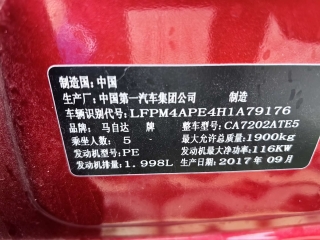 制造国:中国
生产厂:中国第一汽车集团公司 制造
车辆识别代号:LFPM4APE4H1A79176
品牌:马自达 牌 整车型号:CA7202ATE5
乘坐人数:5 最大允许总质量:1900kg
发动机型号:PE 发动机最大净功率:116KW
发动机排量:1.998L 生产日期:2017年09月